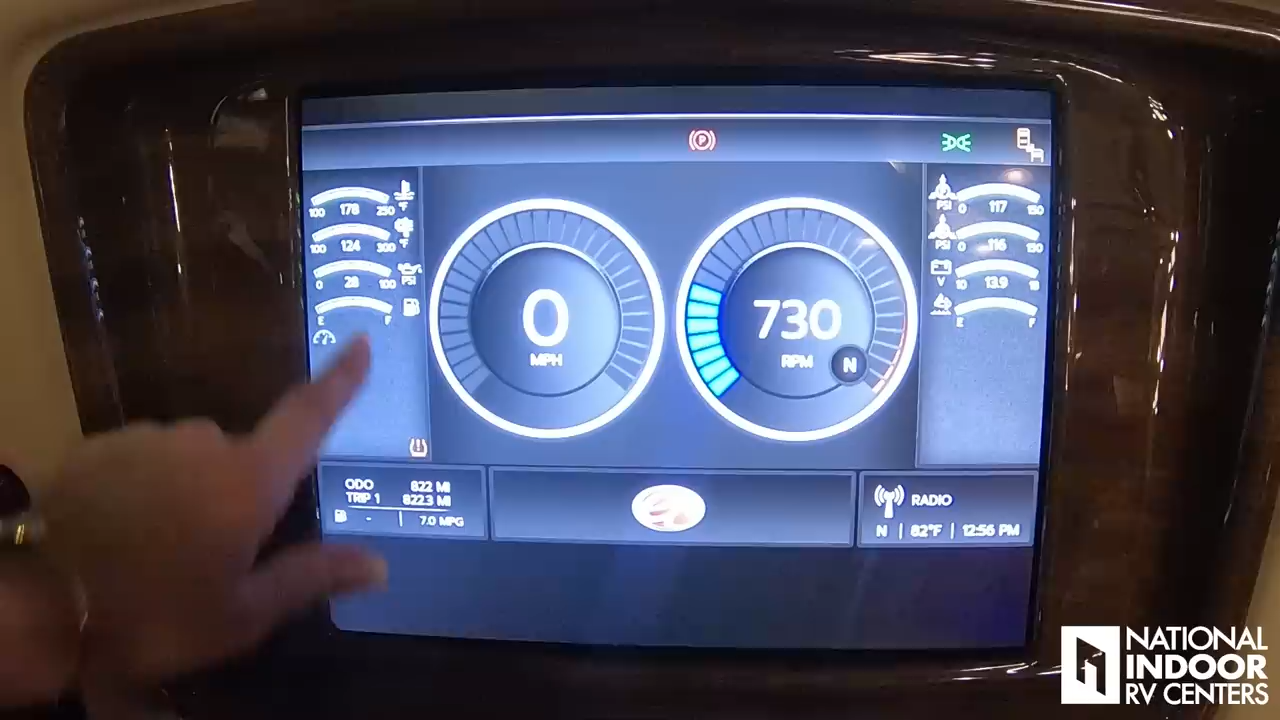 P
100 178 250 °F
100 124 300 °F
0 28 100 PSI
E F
PSI 0 117 150
PSI 0 116 150
V 10 13.9 18
E F
0
MPH
730
RPM N
ODO 822 MI
TRIP 1 822.3 MI
- | 7.0 MPG
RADIO
N | 82°F | 12:56 PM
NATIONAL
INDOOR
RV CENTERS